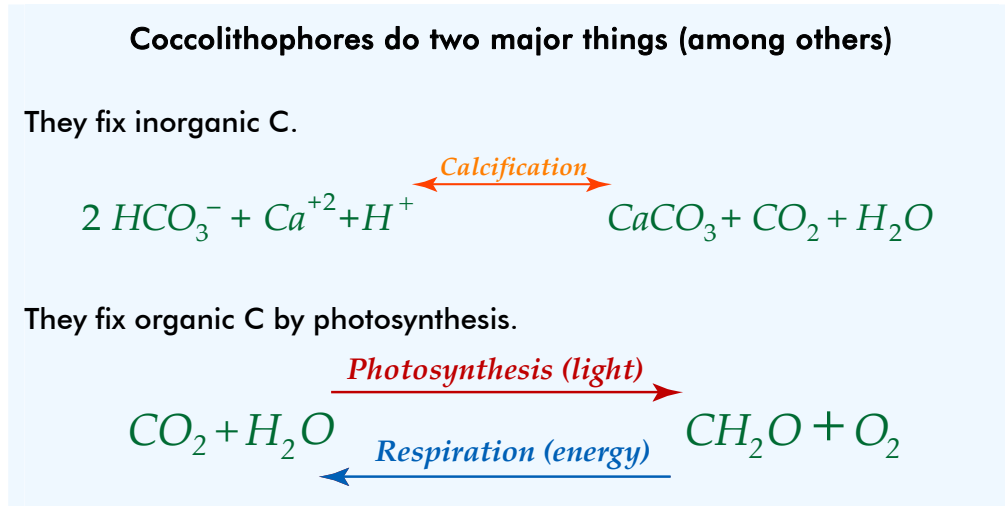 Coccolithophores do two major things (among others)
They fix inorganic C.
Calcification
2 HCO₃⁻ + Ca⁺² +H⁺ CaCO₃ + CO₂ + H₂O
They fix organic C by photosynthesis.
Photosynthesis (light)
CO₂ + H₂O CH₂O + O₂
Respiration (energy)